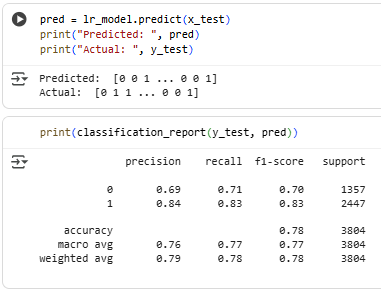 pred = lr_model.predict(x_test)
print("Predicted: ", pred)
print("Actual: ", y_test)
Predicted:  [0 0 1 ... 0 0 1]
Actual:  [0 1 1 ... 0 0 1]
print(classification_report(y_test, pred))
precision recall f1-score support
0 0.69 0.71 0.70 1357
1 0.84 0.83 0.83 2447
accuracy 0.78 3804
macro avg 0.76 0.77 0.77 3804
weighted avg 0.79 0.78 0.78 3804